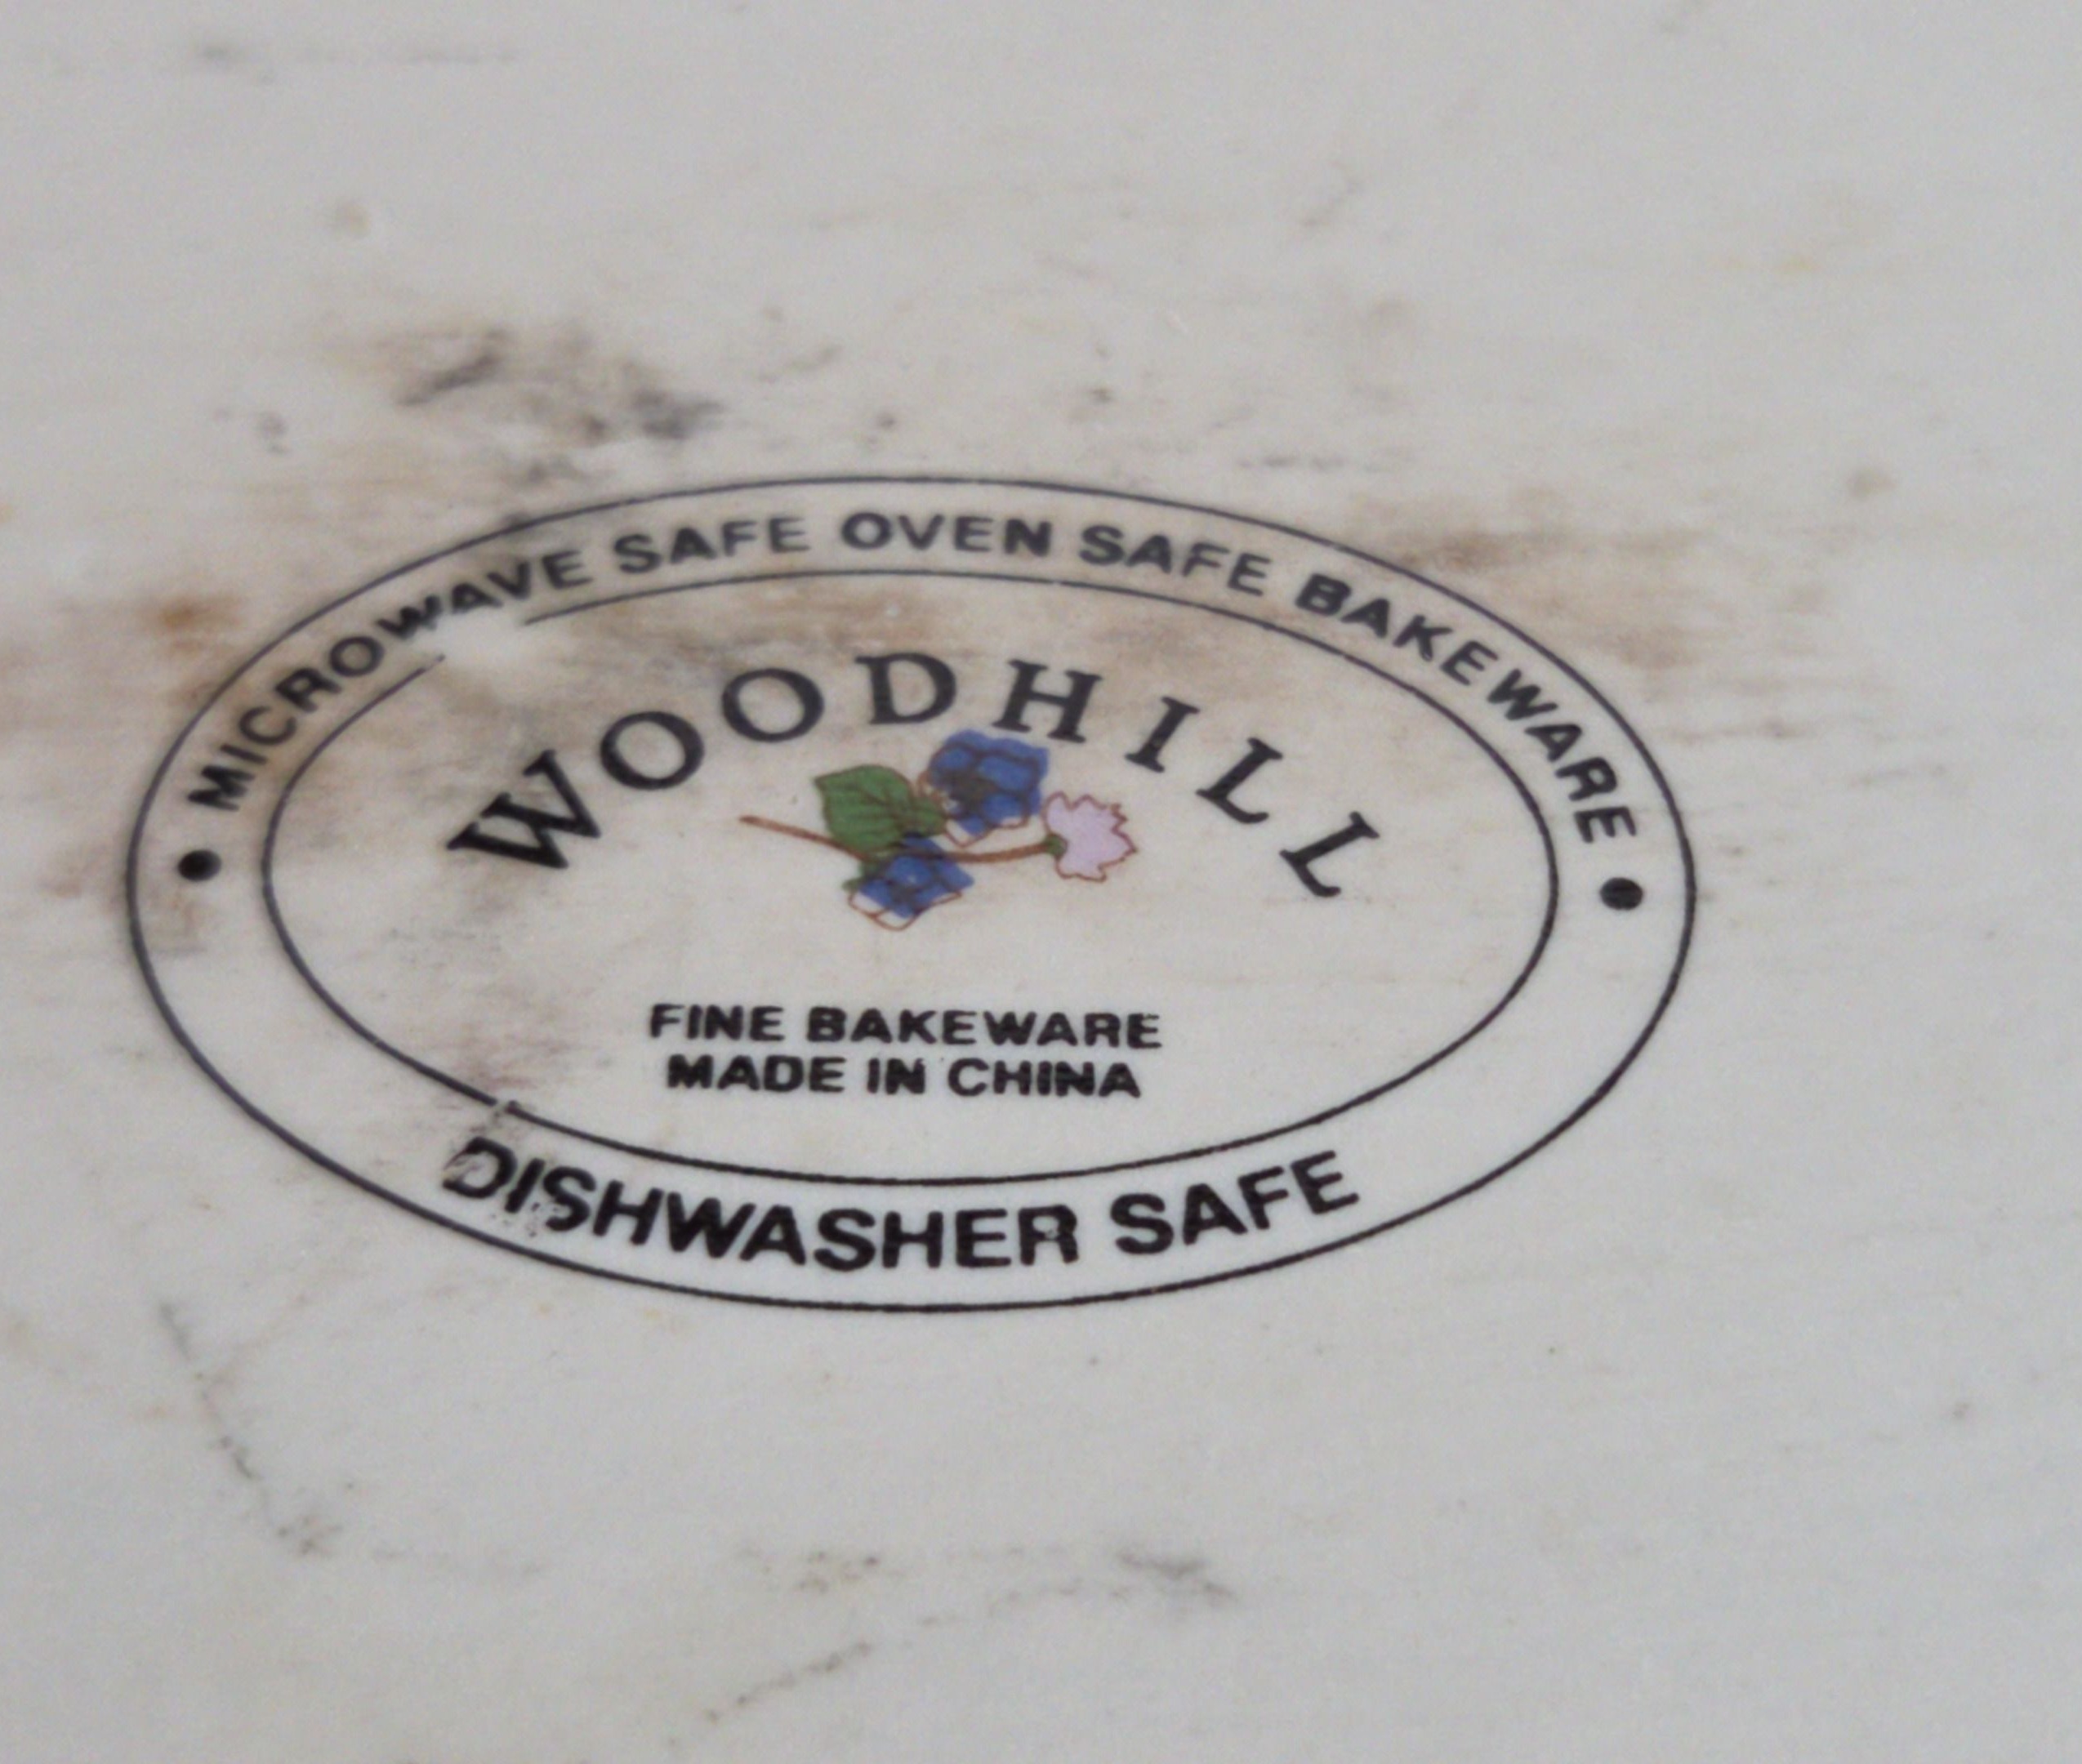 • MICROWAVE SAFE OVEN SAFE BAKEWARE •
WOODHILL
FINE BAKEWARE
MADE IN CHINA
DISHWASHER SAFE